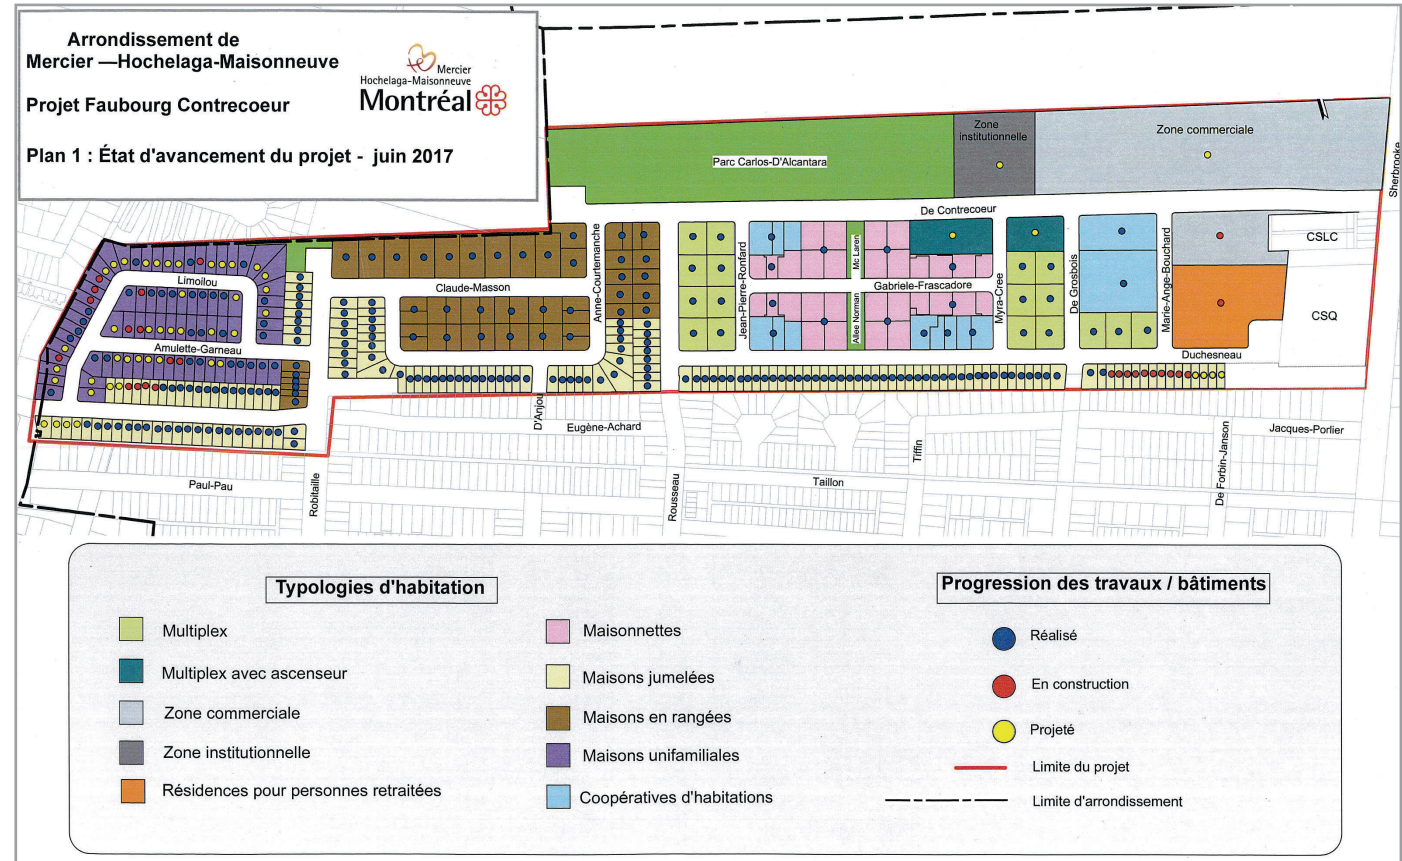 Arrondissement de
Mercier —Hochelaga-Maisonneuve
Projet Faubourg Contrecoeur
Plan 1 : État d'avancement du projet - juin 2017
Mercier
Hochelaga-Maisonneuve
Montréal
Zone
institutionnelle
Zone commerciale
Parc Carlos-D'Alcantara
Sherbrooke
De Contrecoeur
CSLC
CSQ
Limoilou
Claude-Masson
Anne-Courtemanche
Jean-Pierre-Ronfard
Mc Laren
Gabriele-Frascadore
Allée Norman
Myra-Cree
De Grosbois
Marie-Ange-Bouchard
Amulette-Garneau
Duchesneau
D'Anjou
Eugène-Achard
Jacques-Porlier
Tiffin
De Forbin-Janson
Paul-Pau
Robitaille
Rousseau
Taillon
Typologies d'habitation
Multiplex
Multiplex avec ascenseur
Zone commerciale
Zone institutionnelle
Résidences pour personnes retraitées
Maisonnettes
Maisons jumelées
Maisons en rangées
Maisons unifamiliales
Coopératives d'habitations
Progression des travaux / bâtiments
Réalisé
En construction
Projeté
Limite du projet
Limite d'arrondissement